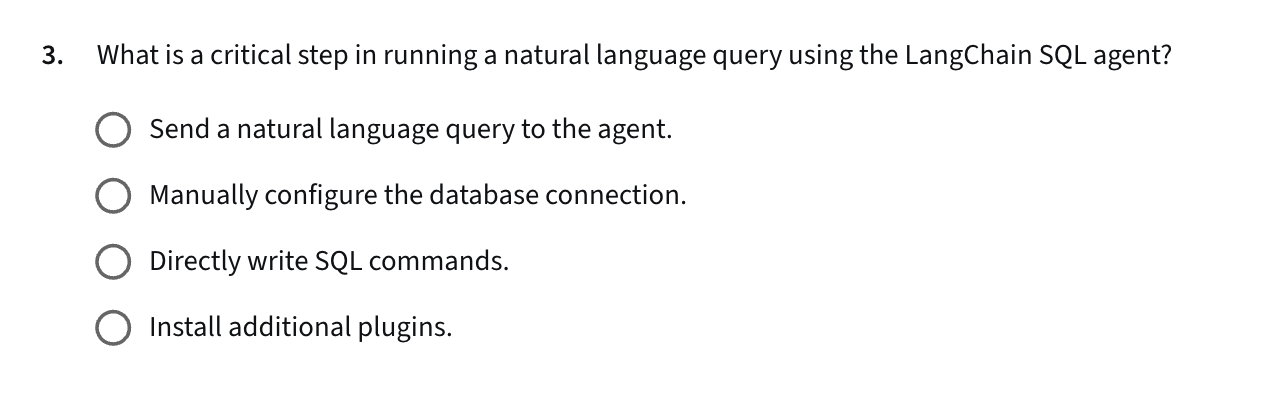 3. What is a critical step in running a natural language query using the LangChain SQL agent?
Send a natural language query to the agent.
Manually configure the database connection.
Directly write SQL commands.
Install additional plugins.